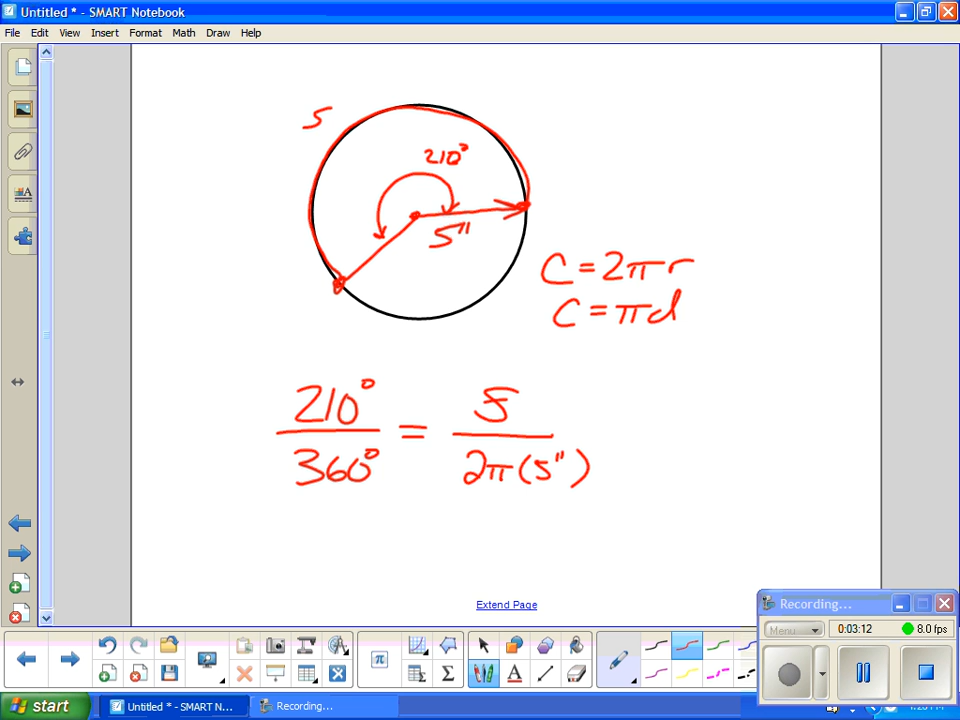 Untitled * - SMART Notebook
File Edit View Insert Format Math Draw Help
S
210°
5"
C = 2πr
C = πd
210° / 360° = S / 2π(5")
Extend Page
Recording...
Menu 0:03:12 8.0 fps
π Σ A
start Untitled * - SMART N... Recording...